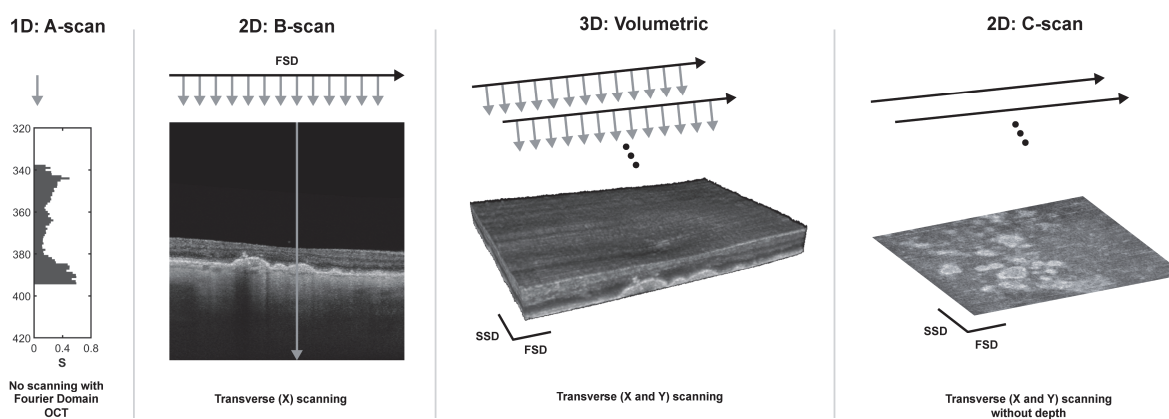 1D: A-scan
2D: B-scan
3D: Volumetric
2D: C-scan
FSD
320
340
360
380
400
420
0 0.4 0.8
S
SSD
FSD
SSD
FSD
No scanning with
Fourier Domain
OCT
Transverse (X) scanning
Transverse (X and Y) scanning
Transverse (X and Y) scanning
without depth